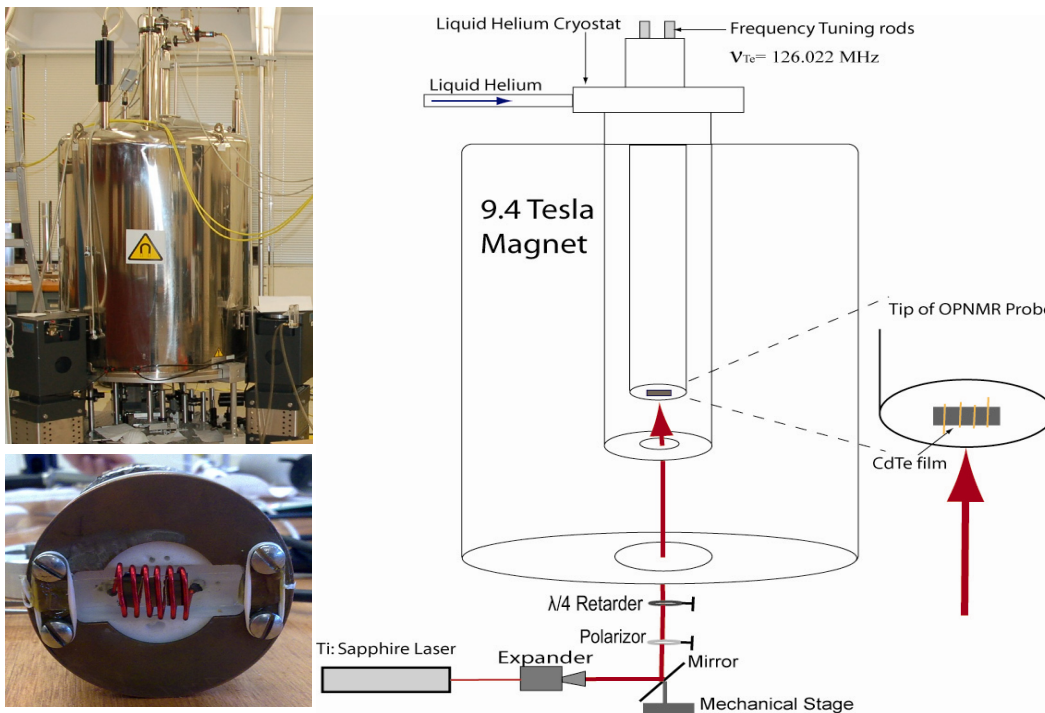 Liquid Helium Cryostat
Frequency Tuning rods
νTe= 126.022 MHz
Liquid Helium
9.4 Tesla
Magnet
Tip of OPNMR Probe
CdTe film
λ/4 Retarder
Polarizor
Ti: Sapphire Laser
Expander
Mirror
Mechanical Stage